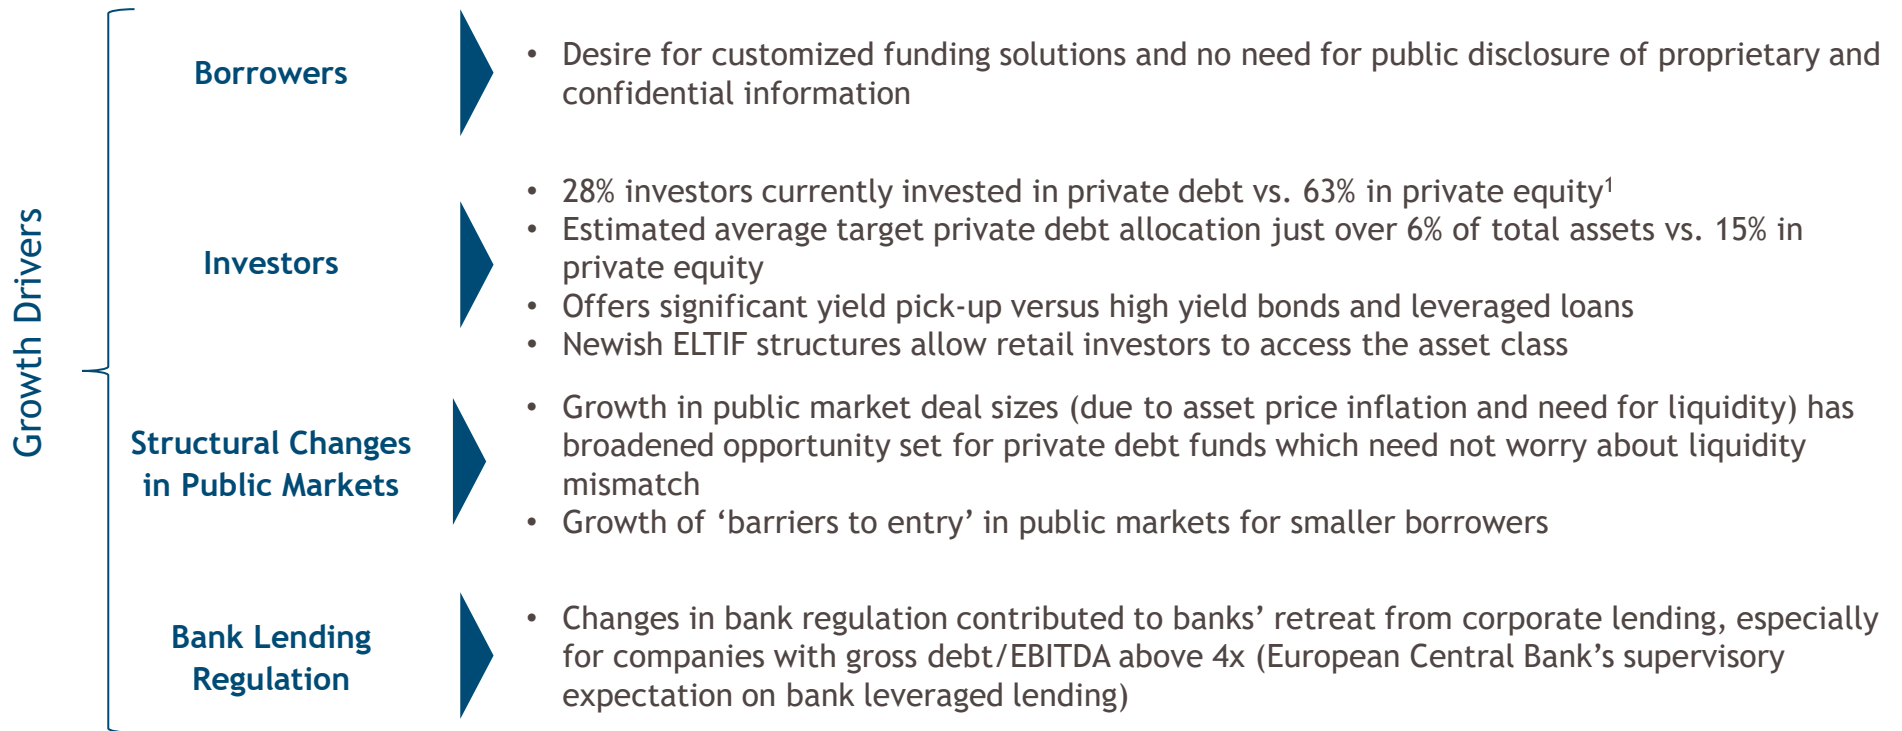 Growth Drivers
Borrowers
• Desire for customized funding solutions and no need for public disclosure of proprietary and
confidential information
Investors
• 28% investors currently invested in private debt vs. 63% in private equity¹
• Estimated average target private debt allocation just over 6% of total assets vs. 15% in
private equity
• Offers significant yield pick-up versus high yield bonds and leveraged loans
• Newish ELTIF structures allow retail investors to access the asset class
Structural Changes
in Public Markets
• Growth in public market deal sizes (due to asset price inflation and need for liquidity) has
broadened opportunity set for private debt funds which need not worry about liquidity
mismatch
• Growth of ‘barriers to entry’ in public markets for smaller borrowers
Bank Lending
Regulation
• Changes in bank regulation contributed to banks’ retreat from corporate lending, especially
for companies with gross debt/EBITDA above 4x (European Central Bank’s supervisory
expectation on bank leveraged lending)